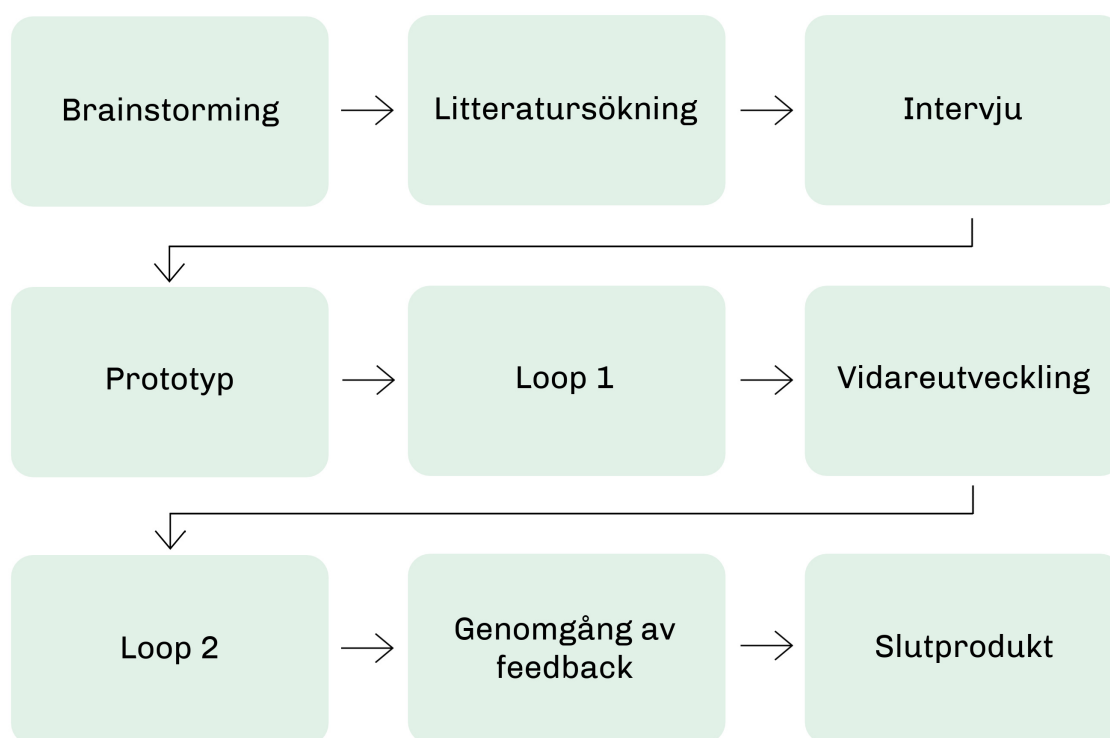 Brainstorming
Litteratursökning
Intervju
Prototyp
Loop 1
Vidareutveckling
Loop 2
Genomgång av
feedback
Slutprodukt